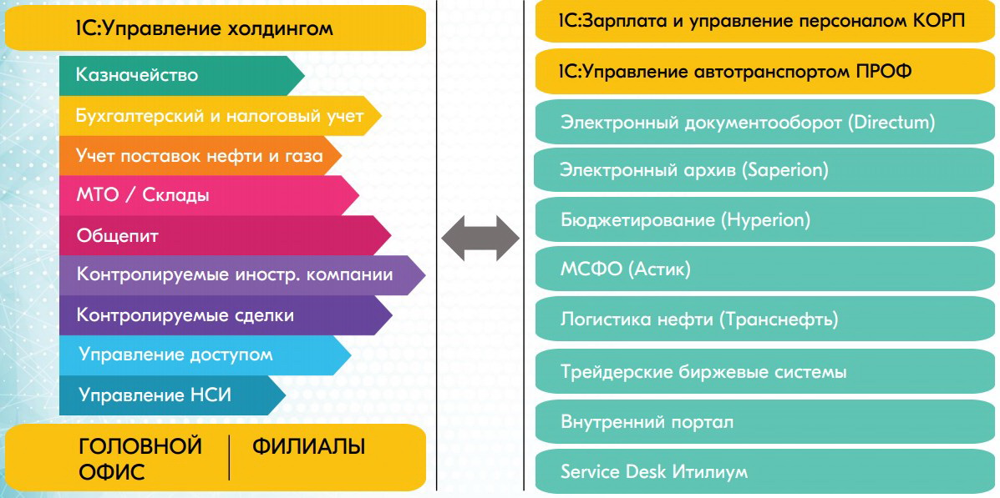 1С:Управление холдингом
Казначейство
Бухгалтерский и налоговый учет
Учет поставок нефти и газа
МТО / Склады
Общепит
Контролируемые иностр. компании
Контролируемые сделки
Управление доступом
Управление НСИ
ГОЛОВНОЙ
ОФИС
ФИЛИАЛЫ
1С:Зарплата и управление персоналом КОРП
1С:Управление автотранспортом ПРОФ
Электронный документооборот (Directum)
Электронный архив (Saperion)
Бюджетирование (Hyperion)
МСФО (Астик)
Логистика нефти (Транснефть)
Трейдерские биржевые системы
Внутренний портал
Service Desk Итилиум